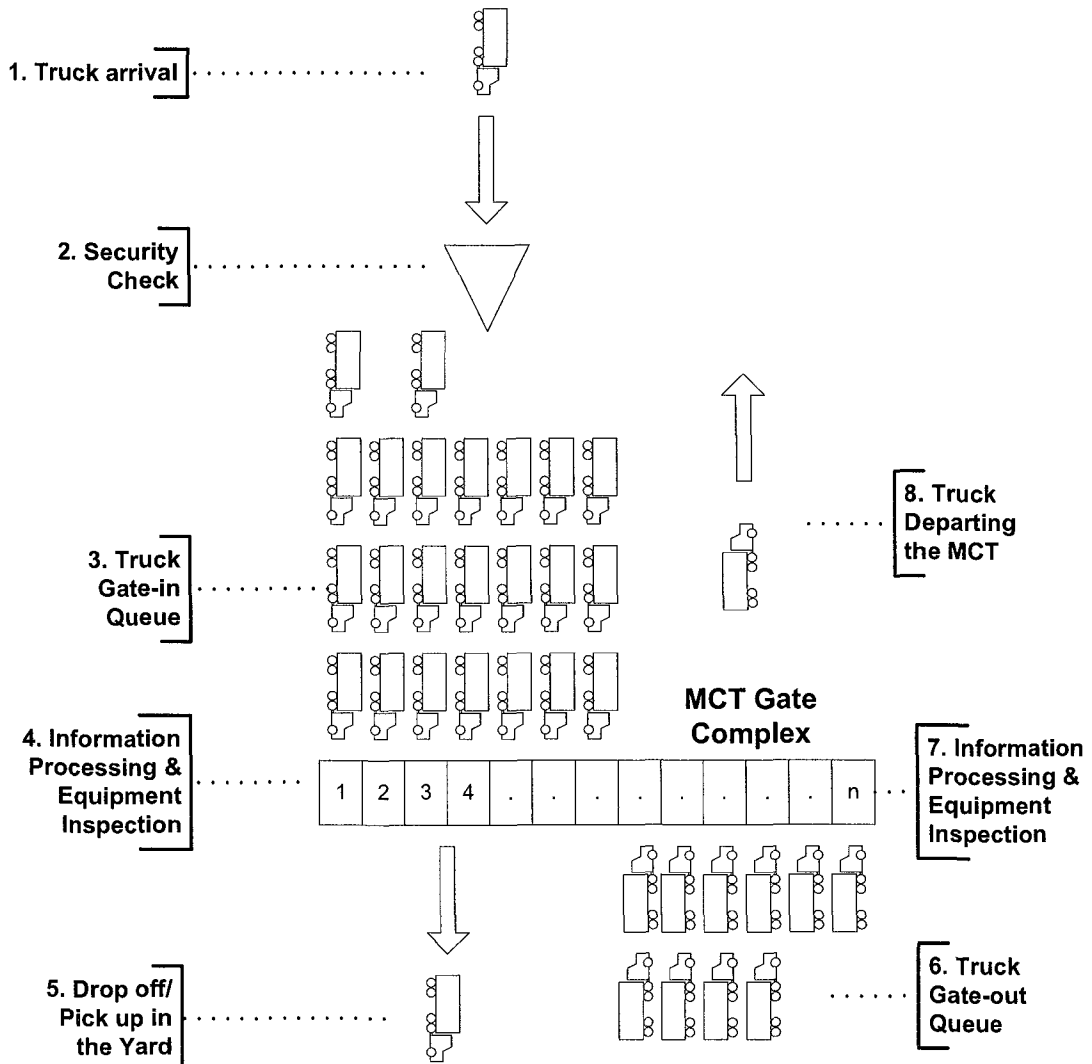 1. Truck arrival
2. Security
Check
3. Truck
Gate-in
Queue
8. Truck
Departing
the MCT
MCT Gate
Complex
4. Information
Processing &
Equipment
Inspection
1 2 3 4 . . . . . . . . n
7. Information
Processing &
Equipment
Inspection
5. Drop off/
Pick up in
the Yard
6. Truck
Gate-out
Queue